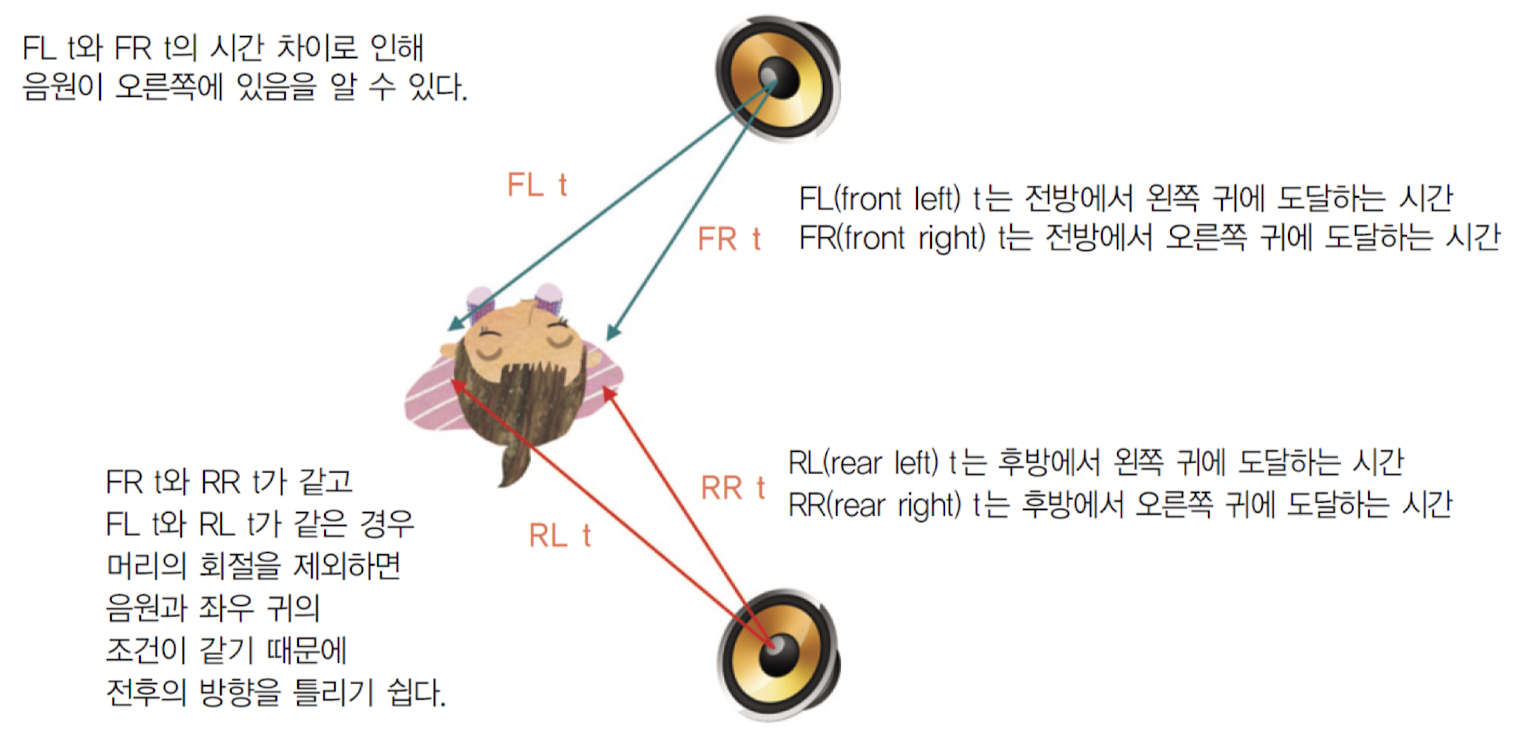 FL t와 FR t의 시간 차이로 인해
음원이 오른쪽에 있음을 알 수 있다.
FL t
FR t
FL(front left) t는 전방에서 왼쪽 귀에 도달하는 시간
FR(front right) t는 전방에서 오른쪽 귀에 도달하는 시간
RL(rear left) t는 후방에서 왼쪽 귀에 도달하는 시간
RR(rear right) t는 후방에서 오른쪽 귀에 도달하는 시간
RR t
RL t
FR t와 RR t가 같고
FL t와 RL t가 같은 경우
머리의 회절을 제외하면
음원과 좌우 귀의
조건이 같기 때문에
전후의 방향을 틀리기 쉽다.